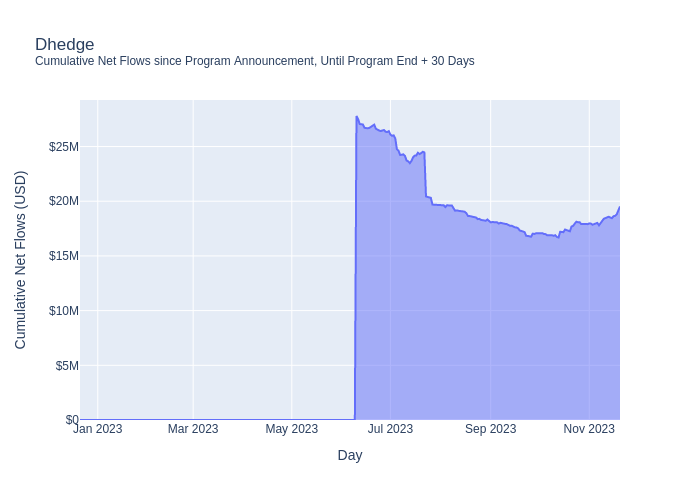 Dhedge
Cumulative Net Flows since Program Announcement, Until Program End + 30 Days
Cumulative Net Flows (USD)
$25M
$20M
$15M
$10M
$5M
$0
Jan 2023 Mar 2023 May 2023 Jul 2023 Sep 2023 Nov 2023
Day